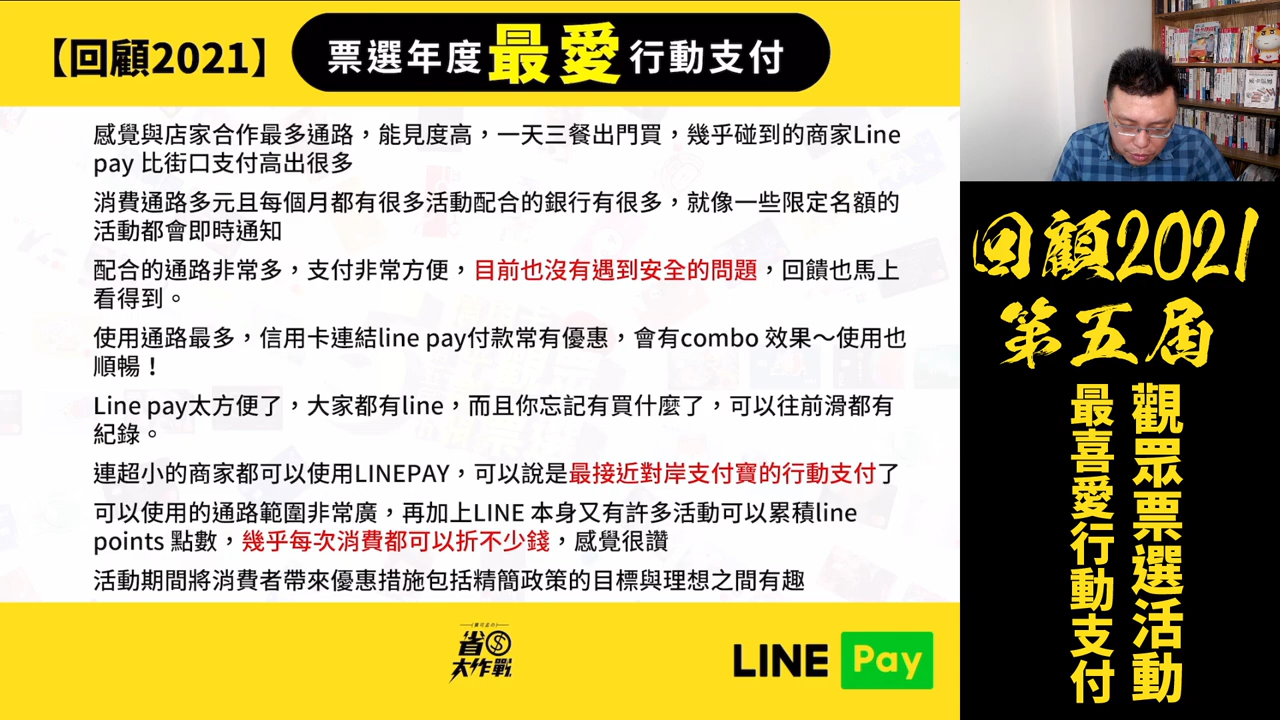 【回顧2021】
票選年度最愛行動支付
感覺與店家合作最多通路，能見度高，一天三餐出門買，幾乎碰到的商家Line
pay 比街口支付高出很多
消費通路多元且每個月都有很多活動配合的銀行有很多，就像一些限定名額的
活動都會即時通知
配合的通路非常多，支付非常方便，目前也沒有遇到安全的問題，回饋也馬上
看得到。
使用通路最多，信用卡連結line pay付款常有優惠，會有combo 效果～使用也
順暢！
Line pay太方便了，大家都有line，而且你忘記有買什麼了，可以往前滑都有
紀錄。
連超小的商家都可以使用LINEPAY，可以說是最接近對岸支付寶的行動支付了
可以使用的通路範圍非常廣，再加上LINE 本身又有許多活動可以累積line
points 點數，幾乎每次消費都可以折不少錢，感覺很讚
活動期間將消費者帶來優惠措施包括精簡政策的目標與理想之間有趣
省
大作戰
LINE Pay
回顧2021
第五屆
觀眾票選活動
最喜愛行動支付